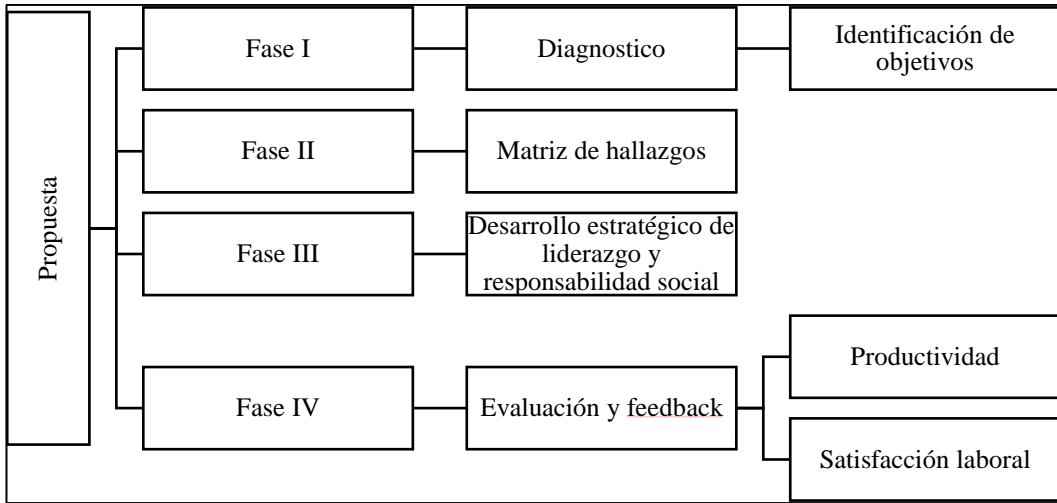 Propuesta
Fase I
Diagnostico
Identificación de
objetivos
Fase II
Matriz de hallazgos
Fase III
Desarrollo estratégico de
liderazgo y
responsabilidad social
Fase IV
Evaluación y feedback
Productividad
Satisfacción laboral